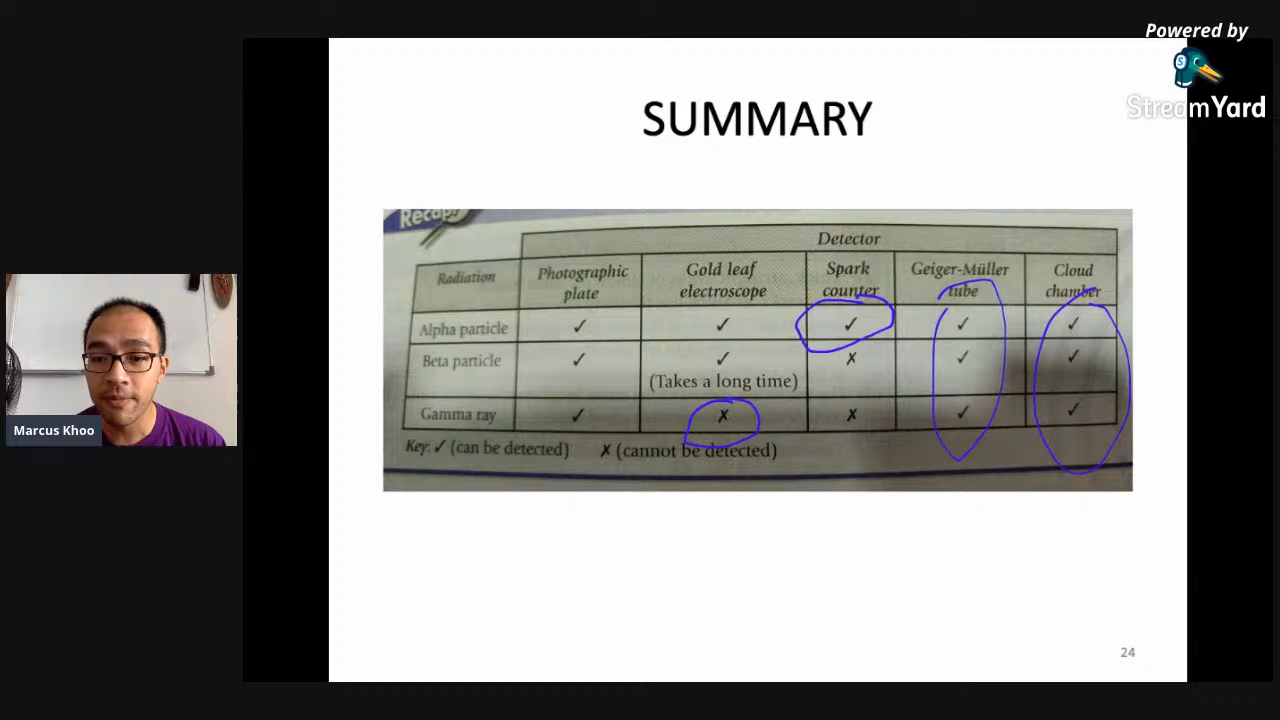 Powered by
StreamYard
SUMMARY
Recap!
Detector
Radiation Photographic plate Gold leaf electroscope Spark counter Geiger-Müller tube Cloud chamber
Alpha particle ✓ ✓ ✓ ✓ ✓
Beta particle ✓ ✓ (Takes a long time) ✗ ✓ ✓
Gamma ray ✓ ✗ ✗ ✓ ✓
Key: ✓ (can be detected) ✗ (cannot be detected)
Marcus Khoo
24